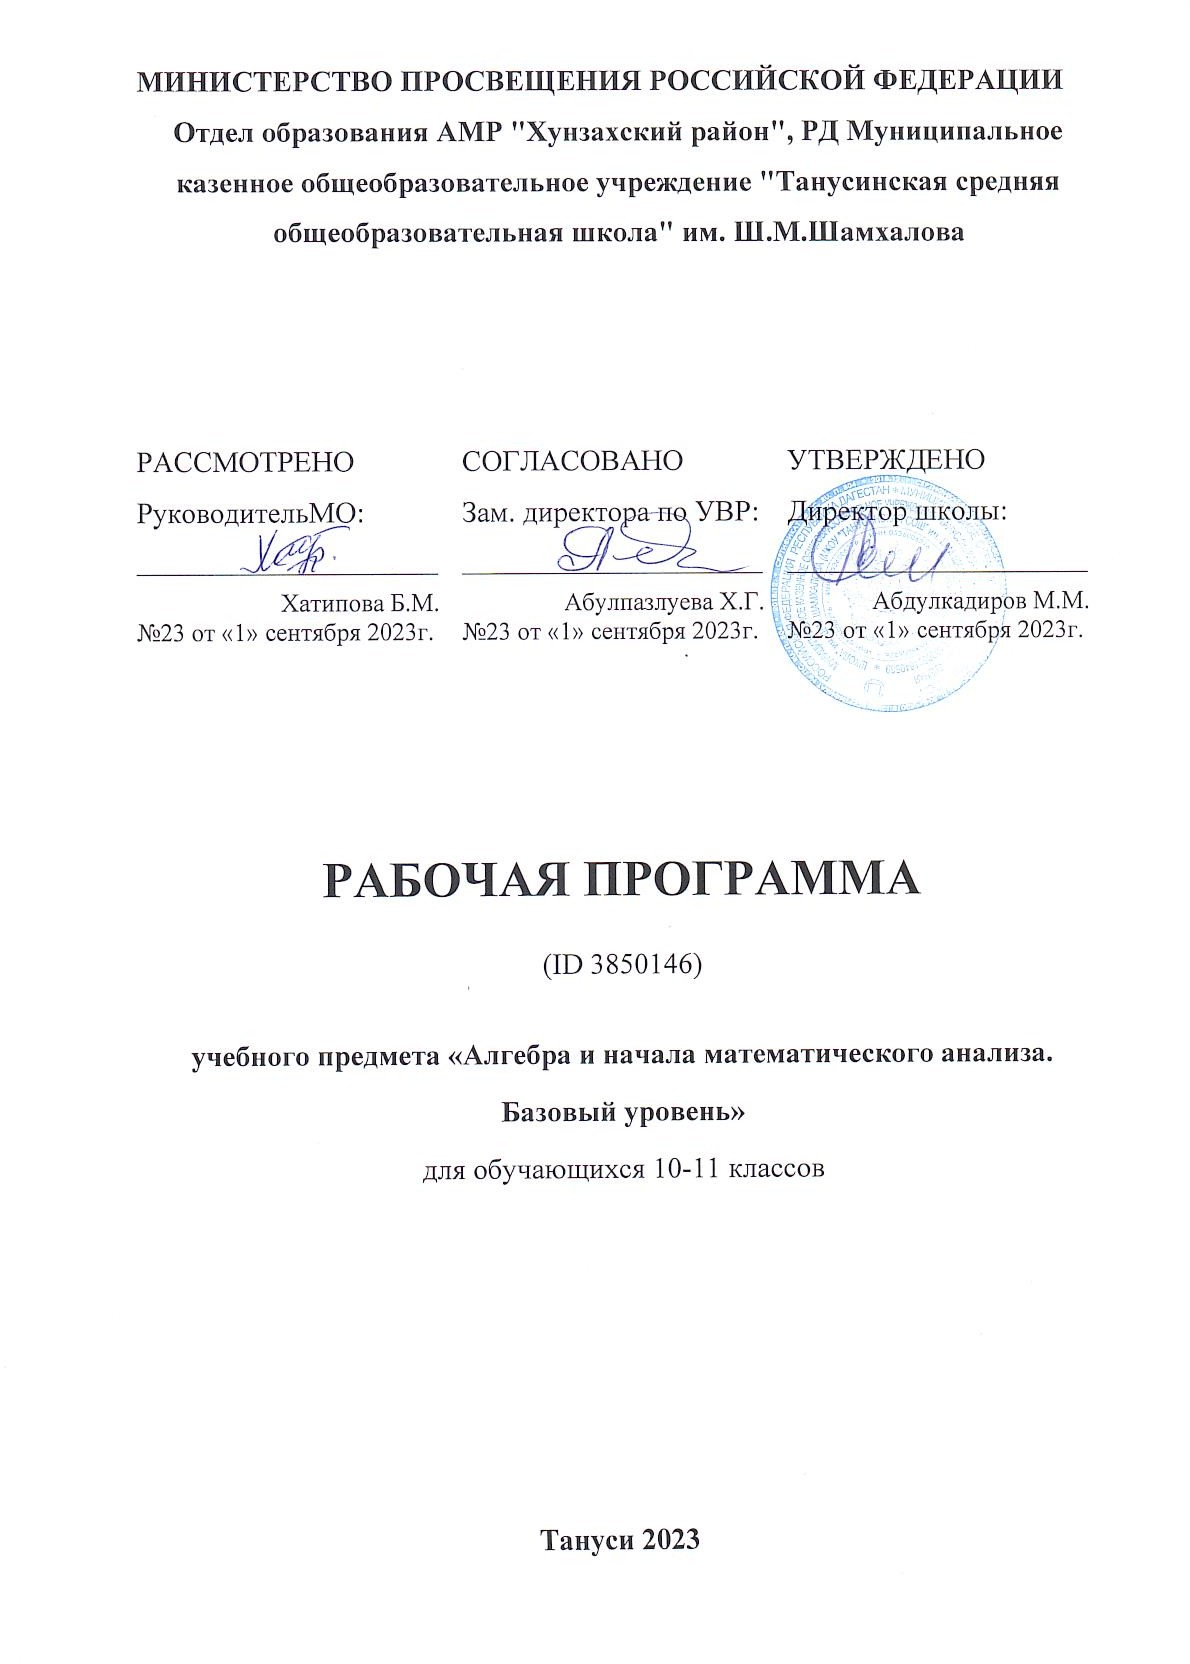 МИНИСТЕРСТВО ПРОСВЕЩЕНИЯ РОССИЙСКОЙ ФЕДЕРАЦИИ
Отдел образования АМР "Хунзахский район", РД Муниципальное
казенное общеобразовательное учреждение "Танусинская средняя
общеобразовательная школа" им. Ш.М.Шамхалова
РАССМОТРЕНО
РуководительМО:
Хатипова Б.М.
№23 от «1» сентября 2023г.
СОГЛАСОВАНО
Зам. директора по УВР:
Абулпазлуева Х.Г.
№23 от «1» сентября 2023г.
УТВЕРЖДЕНО
Директор школы:
Абдулкадиров М.М.
№23 от «1» сентября 2023г.
РАБОЧАЯ ПРОГРАММА
(ID 3850146)
учебного предмета «Алгебра и начала математического анализа.
Базовый уровень»
для обучающихся 10-11 классов
Тануси 2023